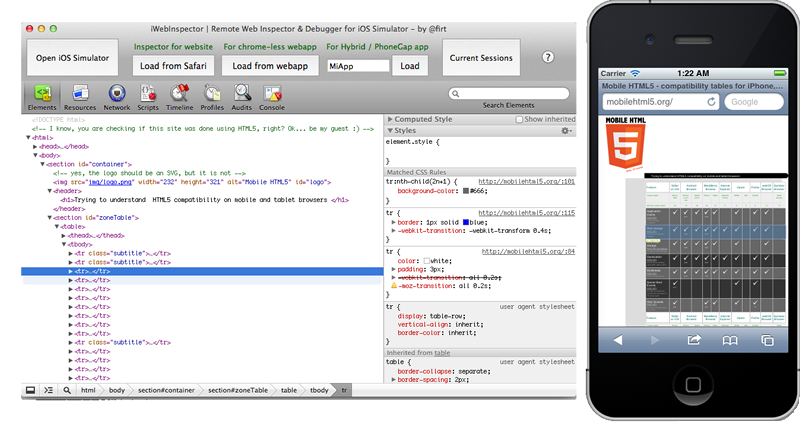 iWebInspector | Remote Web Inspector & Debugger for iOS Simulator - by @firt
Open iOS Simulator
Inspector for website
Load from Safari
For chrome-less webapp
Load from webapp
For Hybrid / PhoneGap app
MiApp
Load
Current Sessions
?
Elements
Resources
Network
Scripts
Timeline
Profiles
Audits
Console
Search Elements
<!DOCTYPE html>
<!-- I know, you are checking if this site was done using HTML5, right? Ok... be my guest :) -->
▼<html>
▶<head>…</head>
▼<body>
▼<section id="container">
<!-- yes, the logo should be an SVG, but it is not -->
<img src="img/logo.png" width="232" height="321" alt="Mobile HTML5" id="logo">
▼<header>
<h1>Trying to understand HTML5 compatibility on mobile and tablet browsers </h1>
</header>
▼<section id="zoneTable">
▼<table>
▶<thead>…</thead>
▼<tbody>
▶<tr class="subtitle">…</tr>
▶<tr class="subtitle">…</tr>
▶<tr>…</tr>
▶<tr>…</tr>
▶<tr>…</tr>
▶<tr>…</tr>
▶<tr>…</tr>
▶<tr>…</tr>
▶<tr>…</tr>
▶<tr>…</tr>
▶<tr class="subtitle">…</tr>
▶<tr>…</tr>
▶<tr>…</tr>
▶<tr>…</tr>
▶<tr>…</tr>
html
body
section#container
section#zoneTable
table
tbody
tr
▶ Computed Style
Show inherited
▼ Styles
element.style {
}
Matched CSS Rules
tr:nth-child(2n+1) { http://mobilehtml5.org/:101
background-color: #666;
}
tr { http://mobilehtml5.org/:115
▶ border: 1px solid blue;
▶ -webkit-transition: -webkit-transform 0.4s;
}
tr { http://mobilehtml5.org/:84
color: white;
▶ padding: 3px;
▶ -webkit-transition: all 0.2s;
-moz-transition: all 0.2s;
}
tr { user agent stylesheet
display: table-row;
vertical-align: inherit;
border-color: inherit;
}
Inherited from table
table { user agent stylesheet
border-collapse: separate;
border-spacing: 2px;
Carrier
1:22 AM
Mobile HTML5 - compatibility tables for iPhone,...
mobilehtml5.org/
Google
MOBILE HTML
5
Trying to understand HTML5 compatibility on mobile and tablet browsers